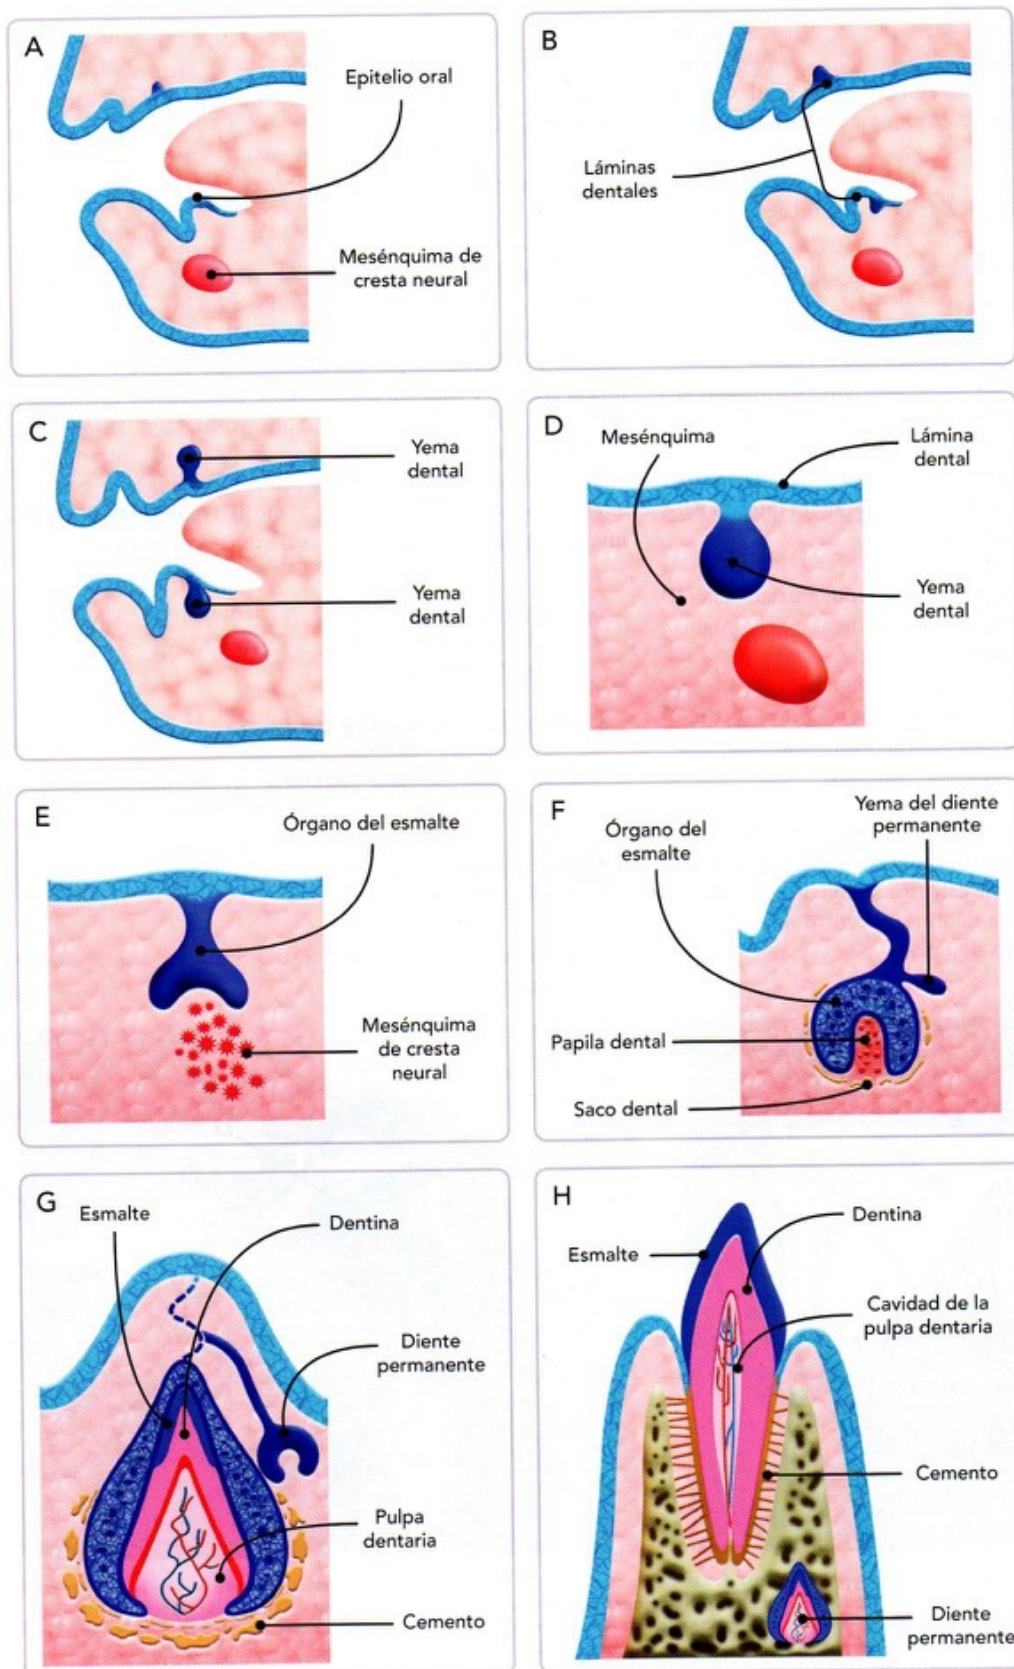 A
Epitelio oral
Mesénquima de
cresta neural
B
Láminas
dentales
C
Yema
dental
Yema
dental
D
Mesénquima
Lámina
dental
Yema
dental
E
Órgano del esmalte
Mesénquima
de cresta
neural
F
Yema del diente
permanente
Órgano del
esmalte
Papila dental
Saco dental
G
Esmalte
Dentina
Diente
permanente
Pulpa
dentaria
Cemento
H
Dentina
Esmalte
Cavidad de la
pulpa dentaria
Cemento
Diente
permanente